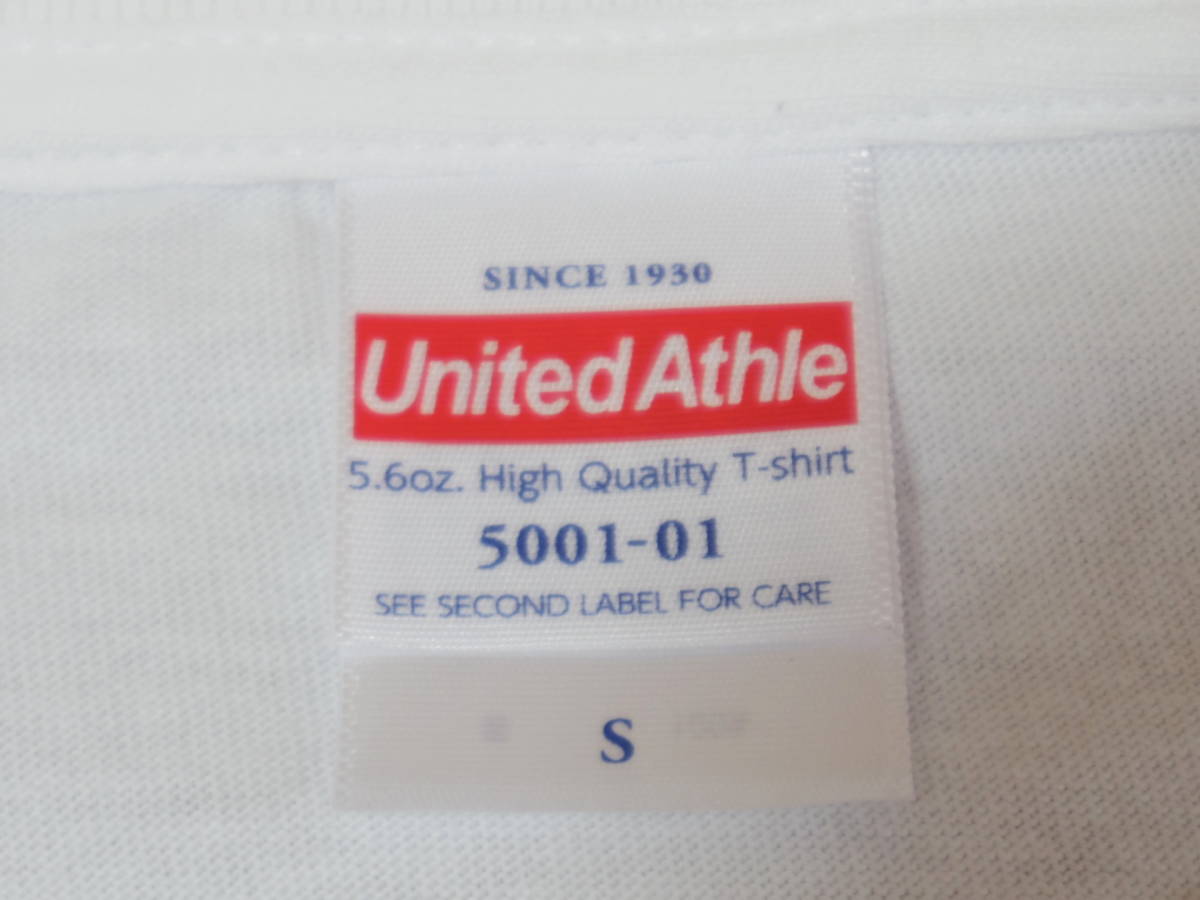 SINCE 1930
United Athle
5.6oz. High Quality T-shirt
5001-01
SEE SECOND LABEL FOR CARE
S